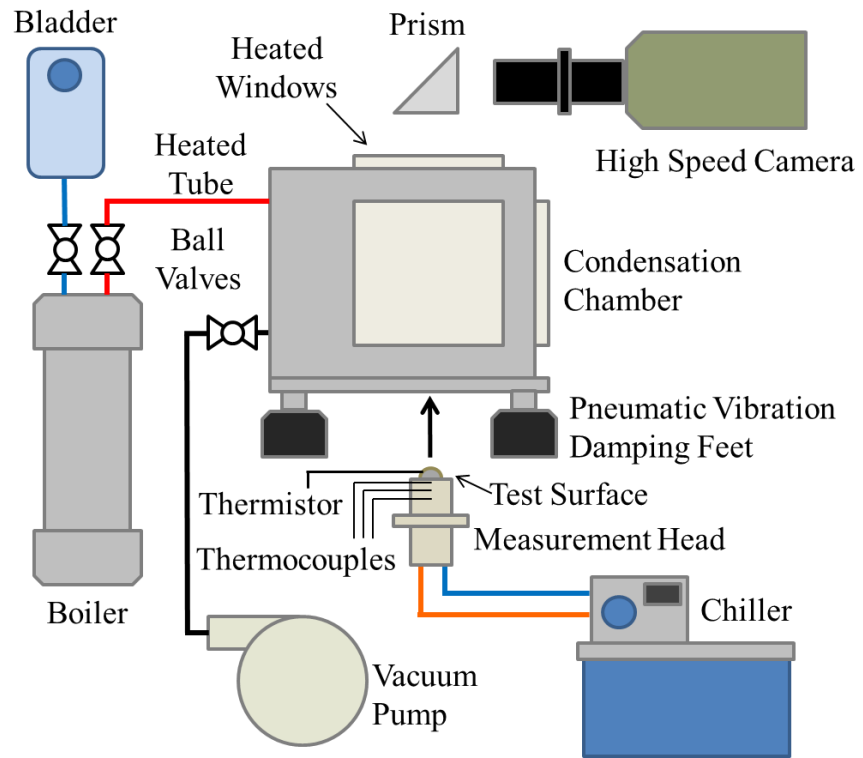 Bladder
Prism
Heated
Windows
High Speed Camera
Heated
Tube
Ball
Valves
Condensation
Chamber
Pneumatic Vibration
Damping Feet
Thermistor
Test Surface
Thermocouples
Measurement Head
Boiler
Chiller
Vacuum
Pump